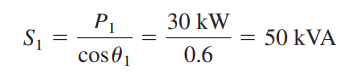 S₁ = P₁ / cos θ₁ = 30 kW / 0.6 = 50 kVA